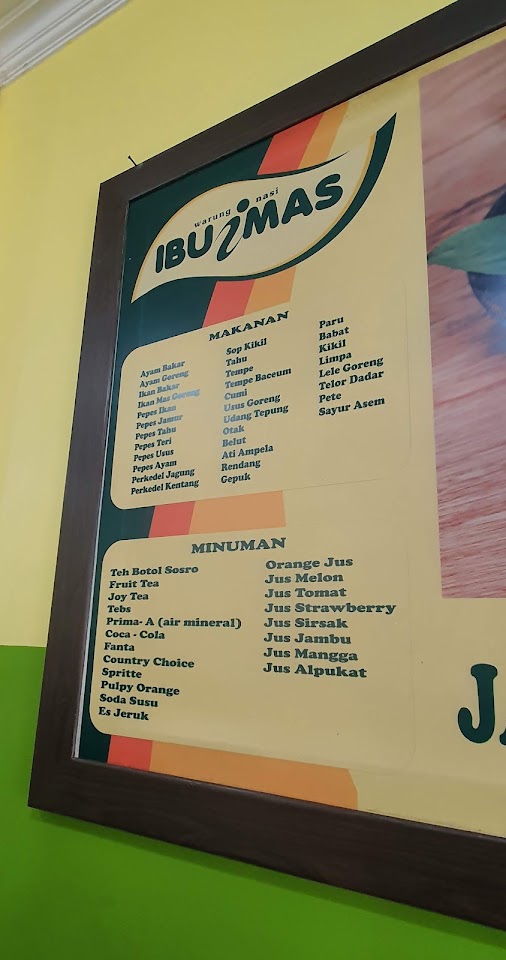 warung nasi
IBU iMAS
MAKANAN
Ayam Bakar
Ayam Goreng
Ikan Bakar
Ikan Mas Goreng
Pepes Ikan
Pepes Jamur
Pepes Tahu
Pepes Teri
Pepes Usus
Pepes Ayam
Perkedel Jagung
Perkedel Kentang
Sop Kikil
Tahu
Tempe
Tempe Baceum
Cumi
Usus Goreng
Udang Tepung
Otak
Belut
Ati Ampela
Rendang
Gepuk
Paru
Babat
Kikil
Limpa
Lele Goreng
Telor Dadar
Pete
Sayur Asem
MINUMAN
Teh Botol Sosro
Fruit Tea
Joy Tea
Tebs
Prima- A (air mineral)
Coca - Cola
Fanta
Country Choice
Spritte
Pulpy Orange
Soda Susu
Es Jeruk
Orange Jus
Jus Melon
Jus Tomat
Jus Strawberry
Jus Sirsak
Jus Jambu
Jus Mangga
Jus Alpukat